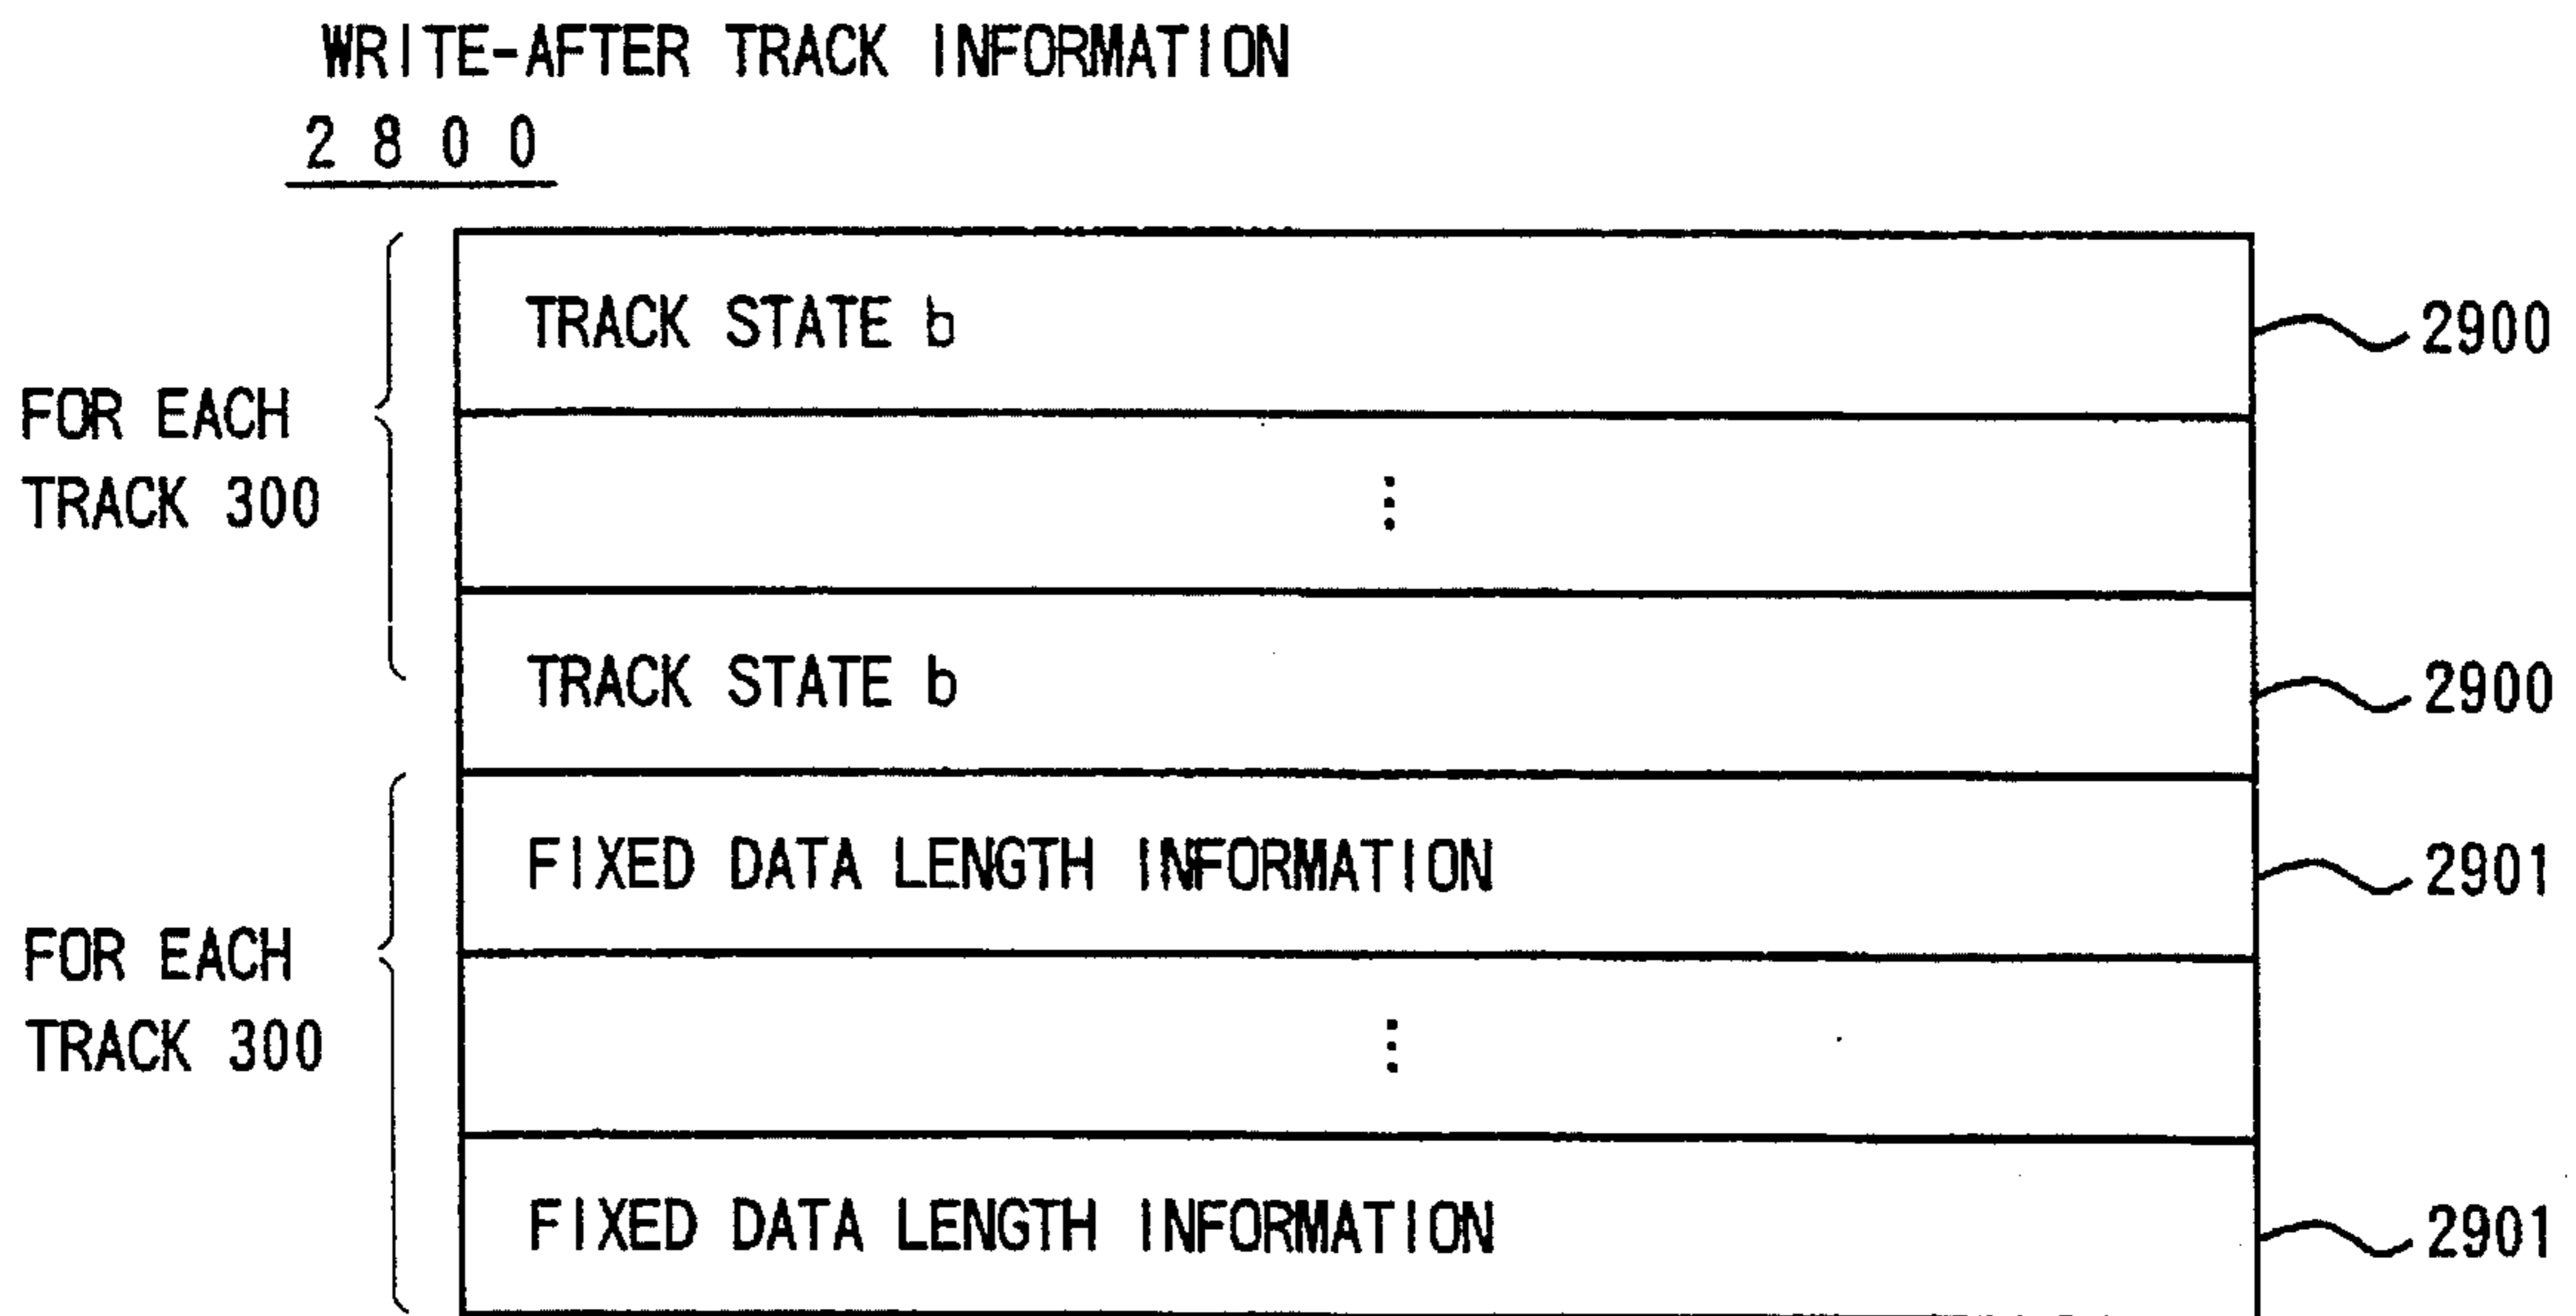 WRITE-AFTER TRACK INFORMATION
2800
TRACK STATE b
2900
FOR EACH
TRACK 300
⋮
TRACK STATE b
2900
FIXED DATA LENGTH INFORMATION
2901
FOR EACH
TRACK 300
⋮
FIXED DATA LENGTH INFORMATION
2901